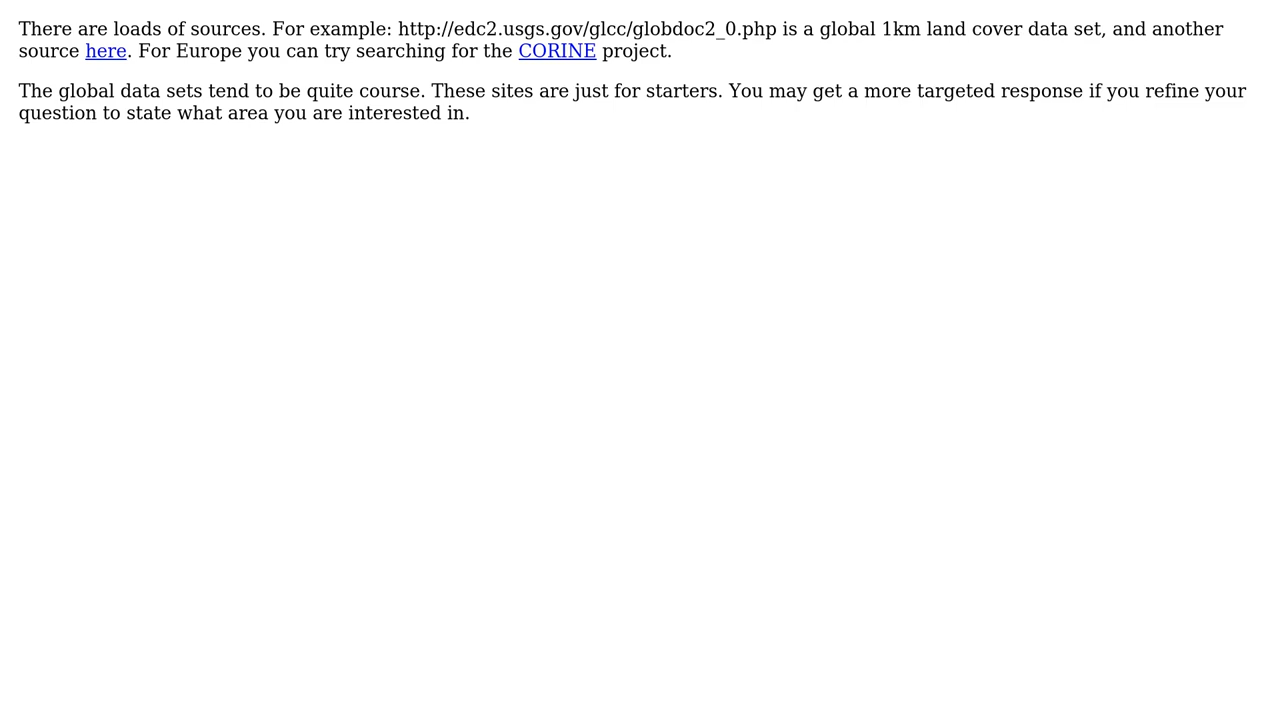 There are loads of sources. For example: http://edc2.usgs.gov/glcc/globdoc2_0.php is a global 1km land cover data set, and another
source here. For Europe you can try searching for the CORINE project.
The global data sets tend to be quite course. These sites are just for starters. You may get a more targeted response if you refine your
question to state what area you are interested in.